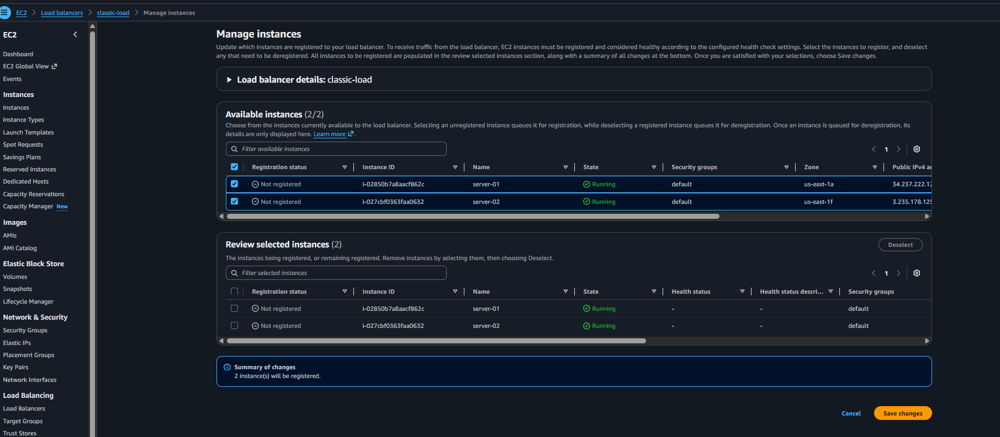 EC2 > Load balancers > classic-load > Manage instances
EC2
Dashboard
EC2 Global View
Events
Instances
Instances
Instance Types
Launch Templates
Spot Requests
Savings Plans
Reserved Instances
Dedicated Hosts
Capacity Reservations
Capacity Manager New
Images
AMIs
AMI Catalog
Elastic Block Store
Volumes
Snapshots
Lifecycle Manager
Network & Security
Security Groups
Elastic IPs
Placement Groups
Key Pairs
Network Interfaces
Load Balancing
Load Balancers
Target Groups
Trust Stores
Manage instances
Update which instances are registered to your load balancer. To receive traffic from the load balancer, EC2 instances must be registered and considered healthy according to the configured health check settings. Select the instances to register, and deselect
any that need to be deregistered. All instances to be registered are populated in the review selected instances section, along with a summary of all changes at the bottom. Once you are satisfied with your selections, choose Save changes.
Load balancer details: classic-load
Available instances (2/2)
Choose from the instances currently available to the load balancer. Selecting an unregistered instance queues it for registration, while deselecting a registered instance queues it for deregistration. Once an instance is queued for deregistration, its
details are only displayed here. Learn more .
Filter available instances
1
Registration status Instance ID Name State Security groups Zone Public IPv4 ad
Not registered i-02850b7a8aacf862c server-01 Running default us-east-1a 34.237.222.12
Not registered i-027cbf0363faa0632 server-02 Running default us-east-1f 3.235.178.125
Review selected instances (2)
Deselect
The instances being registered, or remaining registered. Remove instances by selecting them, then choosing Deselect.
Filter selected instances
1
Registration status Instance ID Name State Health status Health status descri... Security groups
Not registered i-02850b7a8aacf862c server-01 Running - - default
Not registered i-027cbf0363faa0632 server-02 Running - - default
Summary of changes
2 instance(s) will be registered.
Cancel
Save changes